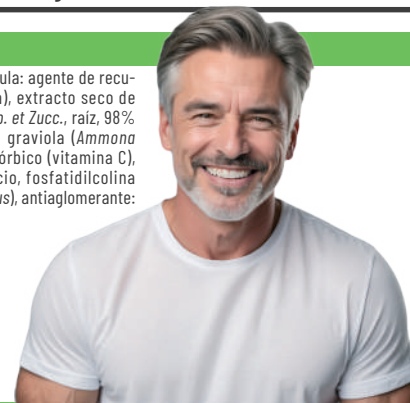 ula: agente de recu-
), extracto seco de
. et Zucc., raíz, 98%
graviola (Ammona
órbico (vitamina C),
cio, fosfatidilcolina
us), antiaglomerante: